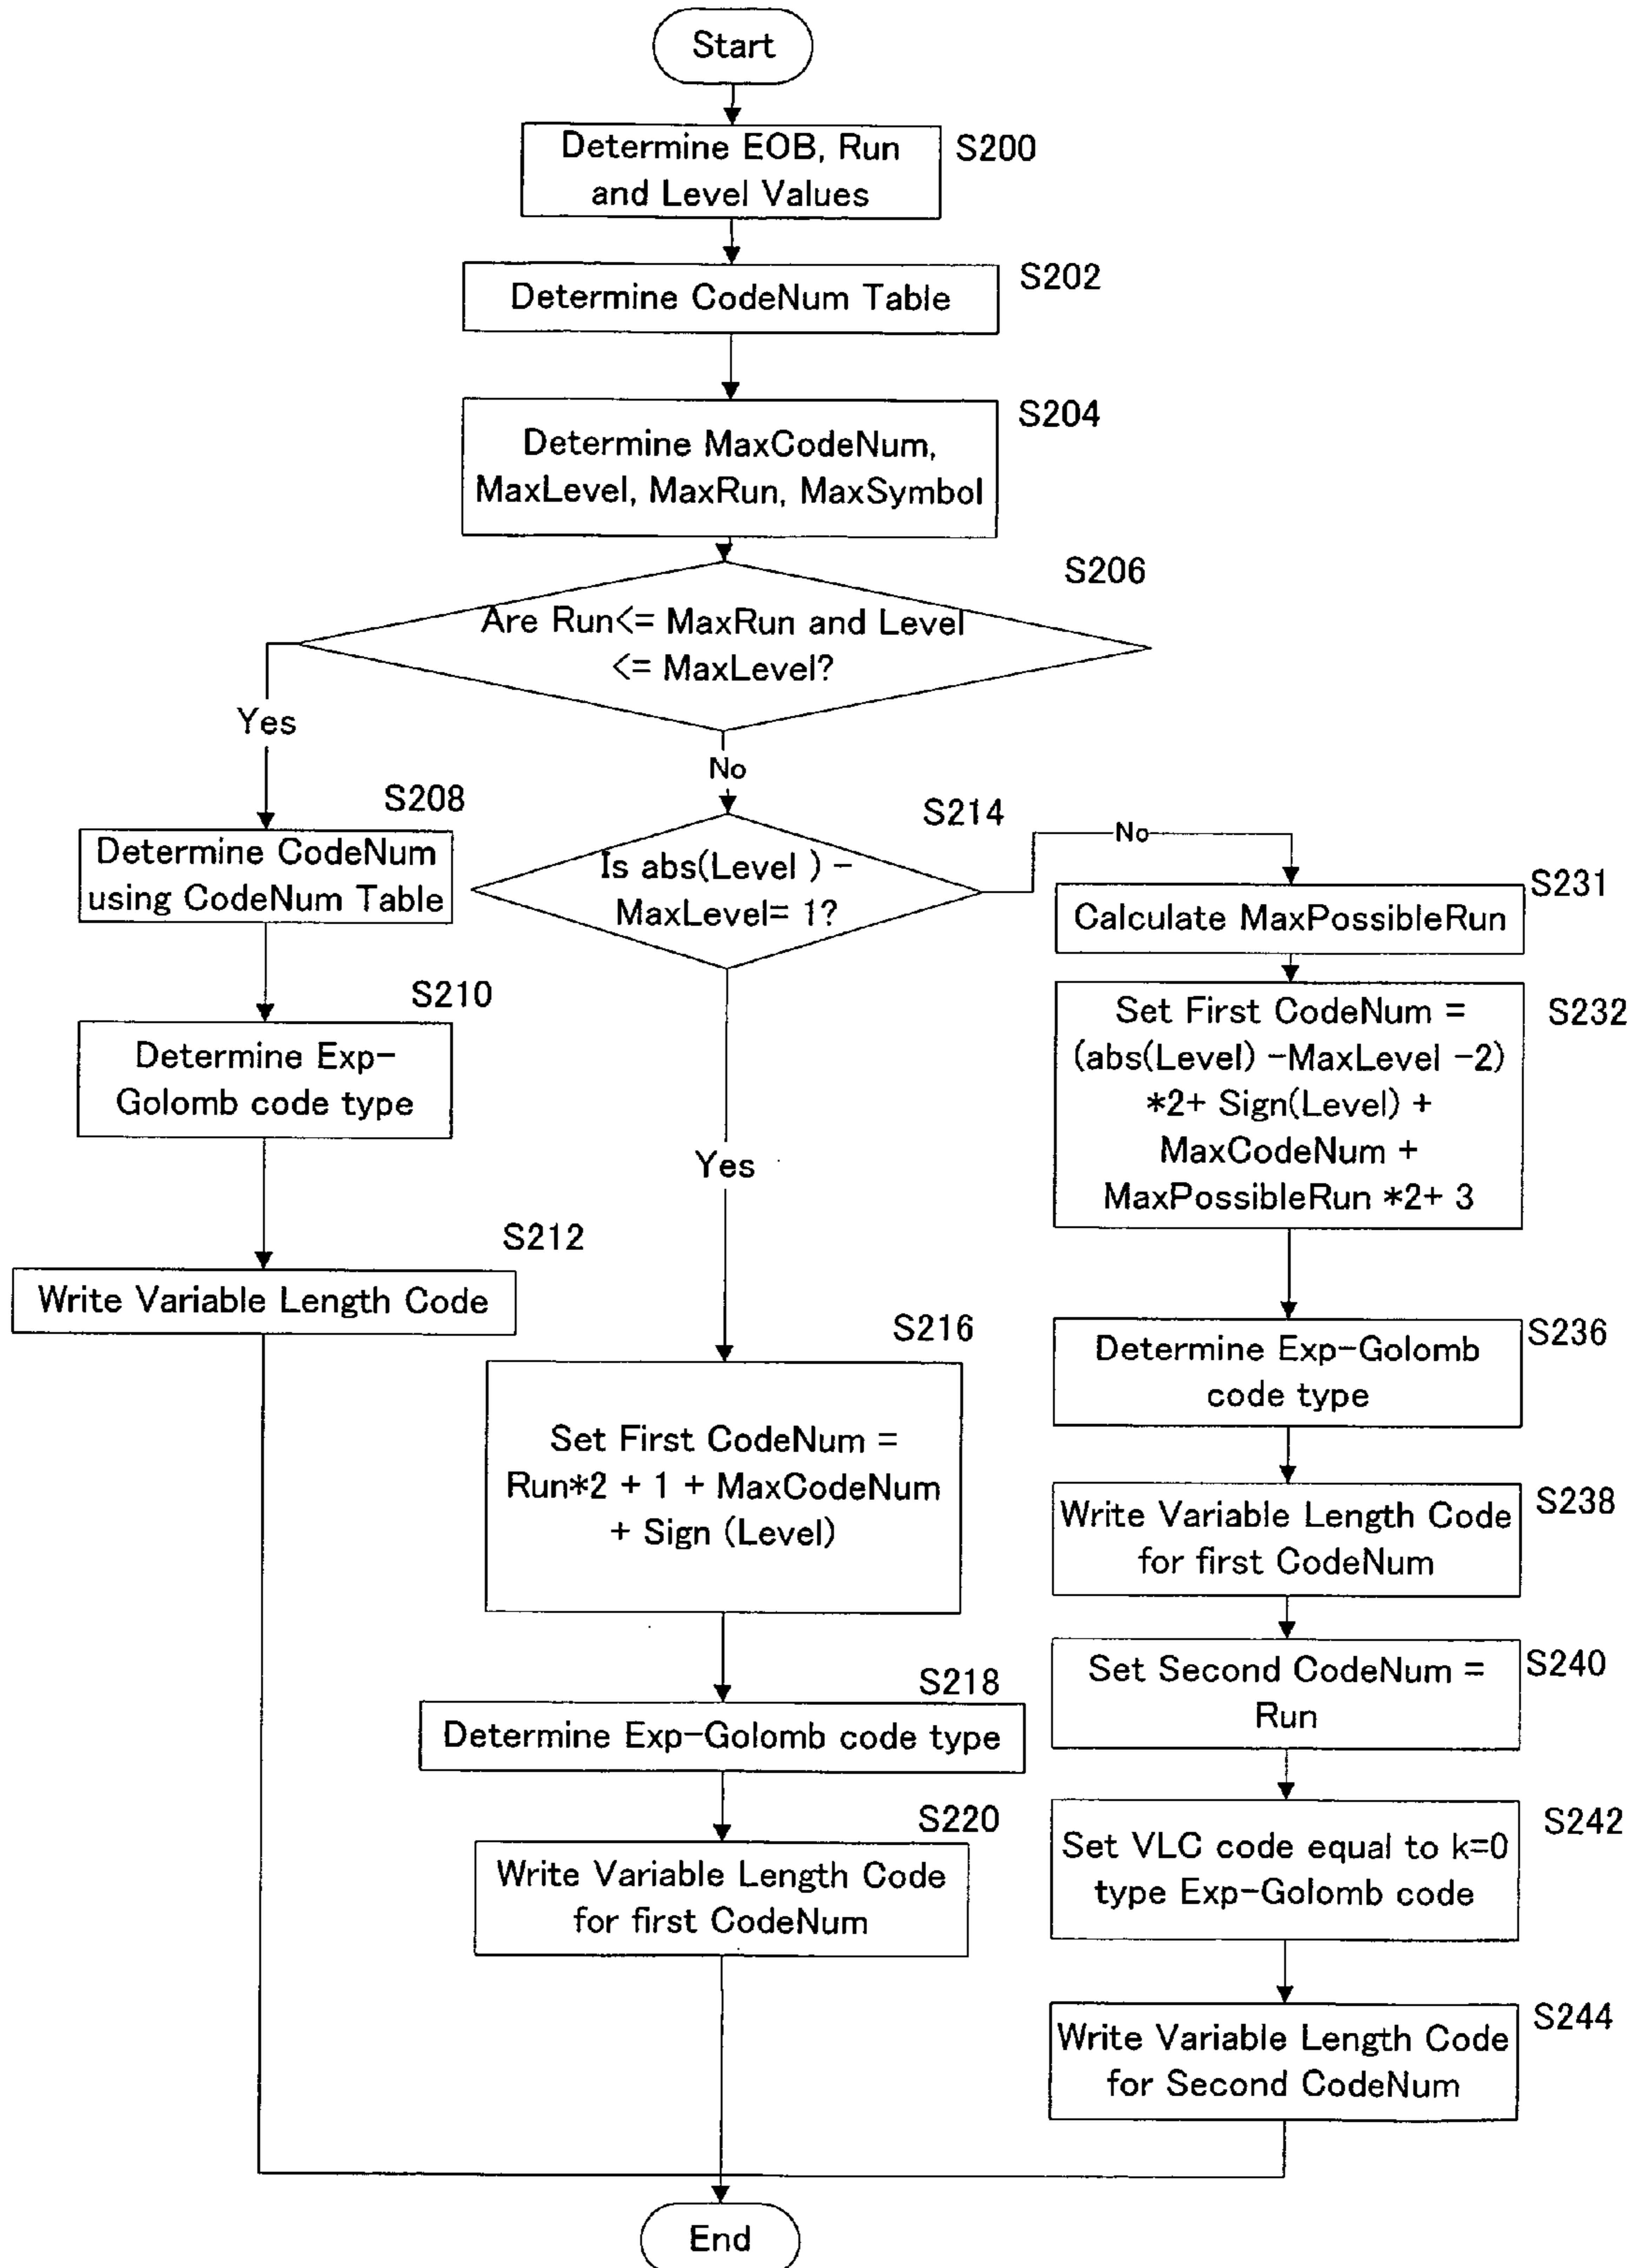 Start
Determine EOB, Run
and Level Values
S200
Determine CodeNum Table
S202
Determine MaxCodeNum,
MaxLevel, MaxRun, MaxSymbol
S204
S206
Are Run<= MaxRun and Level
<= MaxLevel?
Yes
No
S208
Determine CodeNum
using CodeNum Table
S210
Determine Exp-
Golomb code type
S212
Write Variable Length Code
S214
Is abs(Level ) -
MaxLevel= 1?
Yes
No
S216
Set First CodeNum =
Run*2 + 1 + MaxCodeNum
+ Sign (Level)
S218
Determine Exp-Golomb code type
S220
Write Variable Length Code
for first CodeNum
S231
Calculate MaxPossibleRun
S232
Set First CodeNum =
(abs(Level) -MaxLevel -2)
*2+ Sign(Level) +
MaxCodeNum +
MaxPossibleRun *2+ 3
S236
Determine Exp-Golomb
code type
S238
Write Variable Length Code
for first CodeNum
S240
Set Second CodeNum =
Run
S242
Set VLC code equal to k=0
type Exp-Golomb code
S244
Write Variable Length Code
for Second CodeNum
End